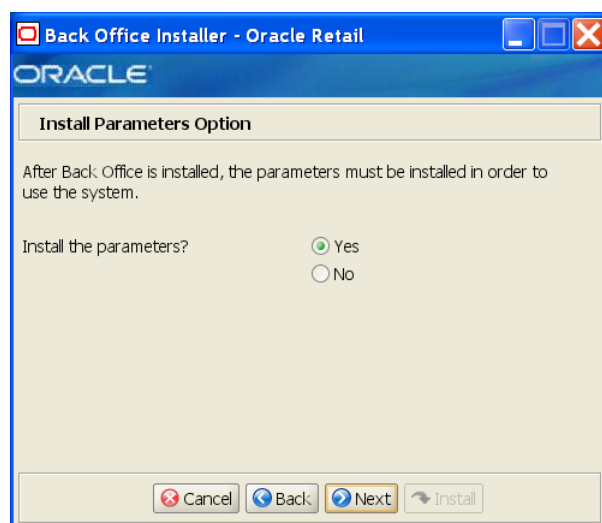 Back Office Installer - Oracle Retail
ORACLE
Install Parameters Option
After Back Office is installed, the parameters must be installed in order to
use the system.
Install the parameters?
Yes
No
Cancel
Back
Next
Install